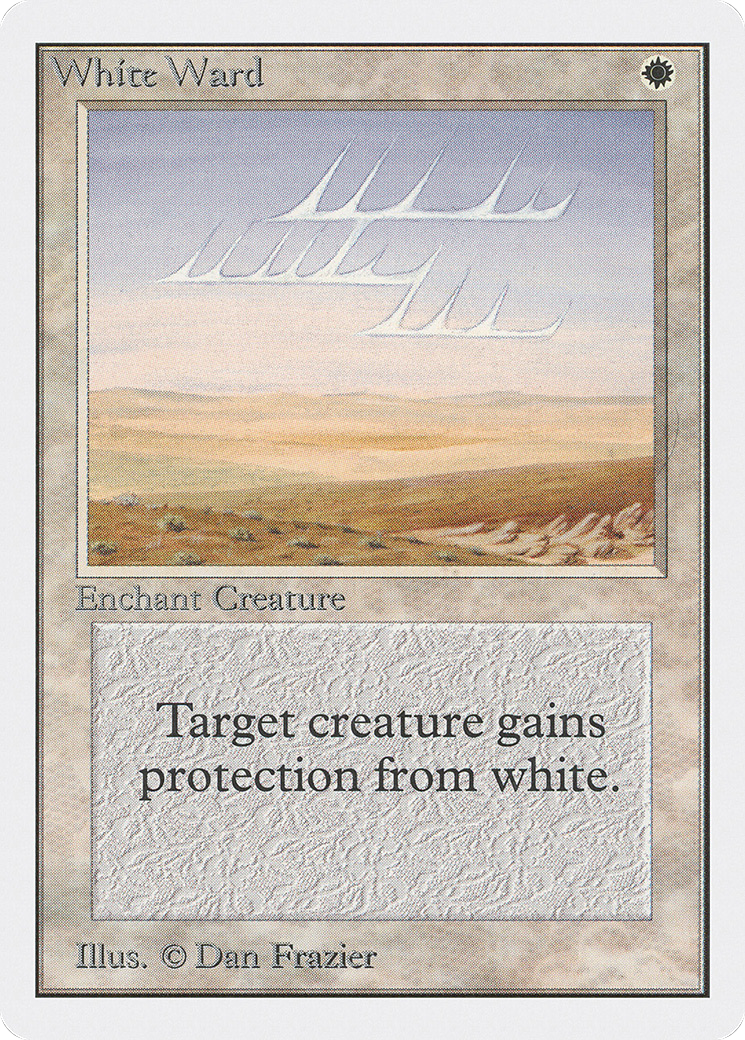 White Ward
Enchant Creature
Target creature gains
protection from white.
Illus. © Dan Frazier